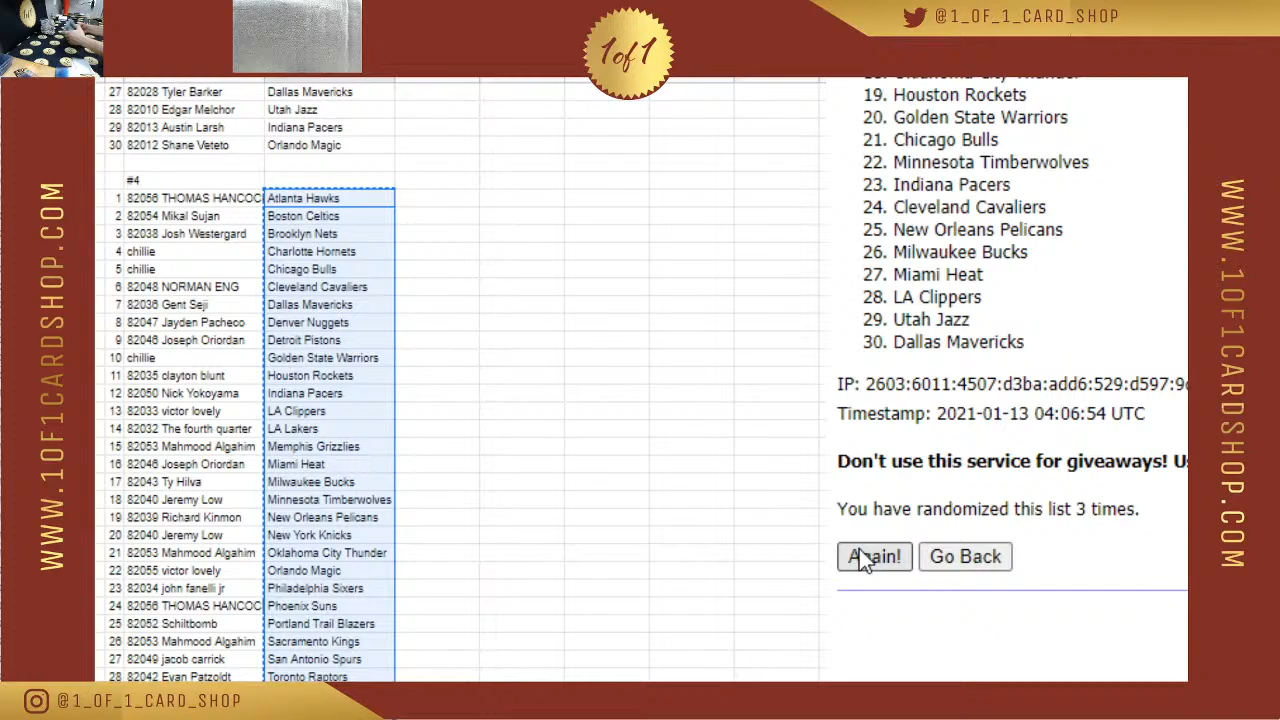 @1_OF_1_CARD_SHOP
1of1
27 82028 Tyler Barker Dallas Mavericks
28 82010 Edgar Melchor Utah Jazz
29 82013 Austin Larsh Indiana Pacers
30 82012 Shane Veteto Orlando Magic
#4
1 82056 THOMAS HANCOC Atlanta Hawks
2 82054 Mikal Sujan Boston Celtics
3 82038 Josh Westergard Brooklyn Nets
4 chillie Charlotte Hornets
5 chillie Chicago Bulls
6 82048 NORMAN ENG Cleveland Cavaliers
7 82036 Gent Seji Dallas Mavericks
8 82047 Jayden Pacheco Denver Nuggets
9 82046 Joseph Oriordan Detroit Pistons
10 chillie Golden State Warriors
11 82035 clayton blunt Houston Rockets
12 82050 Nick Yokoyama Indiana Pacers
13 82033 victor lovely LA Clippers
14 82032 The fourth quarter LA Lakers
15 82053 Mahmood Algahim Memphis Grizzlies
16 82046 Joseph Oriordan Miami Heat
17 82043 Ty Hilva Milwaukee Bucks
18 82040 Jeremy Low Minnesota Timberwolves
19 82039 Richard Kinmon New Orleans Pelicans
20 82040 Jeremy Low New York Knicks
21 82053 Mahmood Algahim Oklahoma City Thunder
22 82055 victor lovely Orlando Magic
23 82034 john fanelli jr Philadelphia Sixers
24 82056 THOMAS HANCOC Phoenix Suns
25 82052 Schiltbomb Portland Trail Blazers
26 82053 Mahmood Algahim Sacramento Kings
27 82049 jacob carrick San Antonio Spurs
28 82042 Evan Patzoldt Toronto Raptors
19. Houston Rockets
20. Golden State Warriors
21. Chicago Bulls
22. Minnesota Timberwolves
23. Indiana Pacers
24. Cleveland Cavaliers
25. New Orleans Pelicans
26. Milwaukee Bucks
27. Miami Heat
28. LA Clippers
29. Utah Jazz
30. Dallas Mavericks
IP: 2603:6011:4507:d3ba:add6:529:d597:9
Timestamp: 2021-01-13 04:06:54 UTC
Don't use this service for giveaways!
You have randomized this list 3 times.
Again! Go Back
WWW.1OF1CARDSHOP.COM
WWW.1OF1CARDSHOP.COM
@1_OF_1_CARD_SHOP